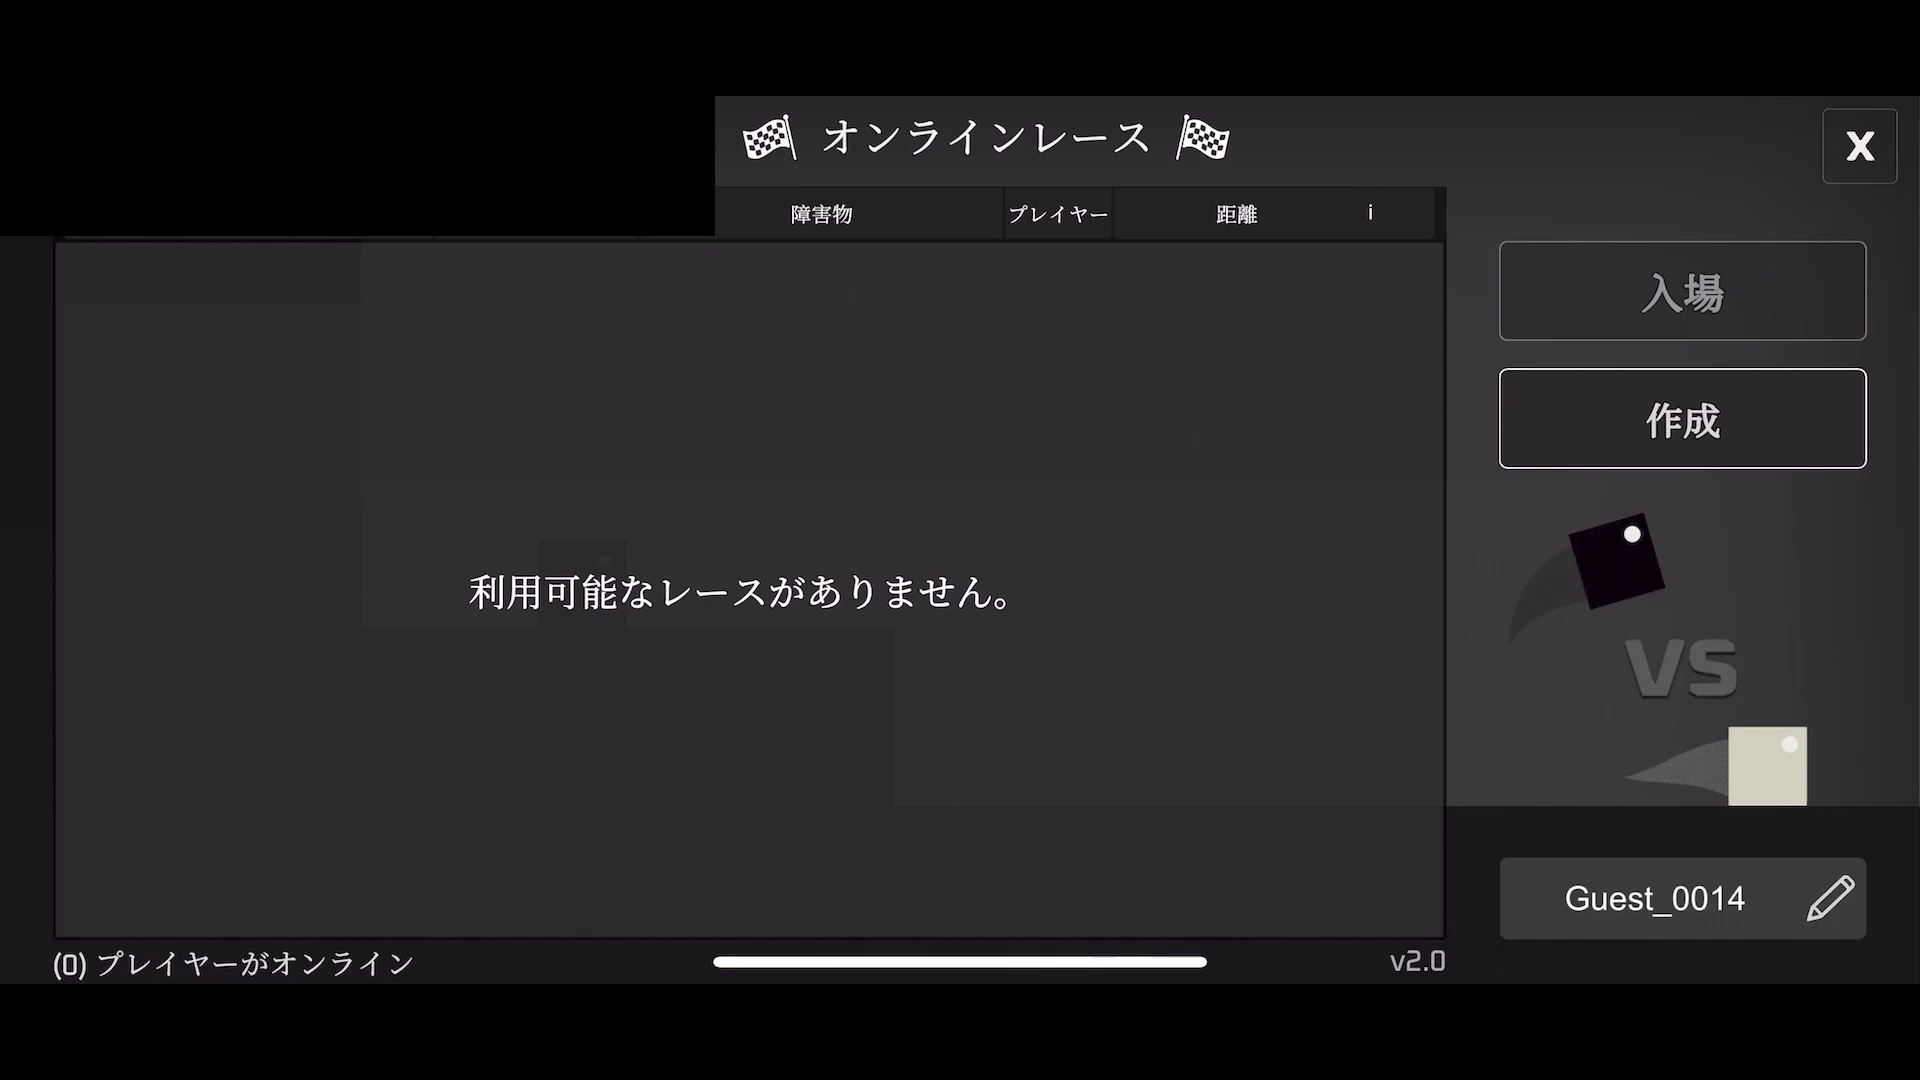 オンラインレース
X
障害物 プレイヤー 距離 i
入場
作成
利用可能なレースがありません。
VS
Guest_0014
(0) プレイヤーがオンライン
v2.0